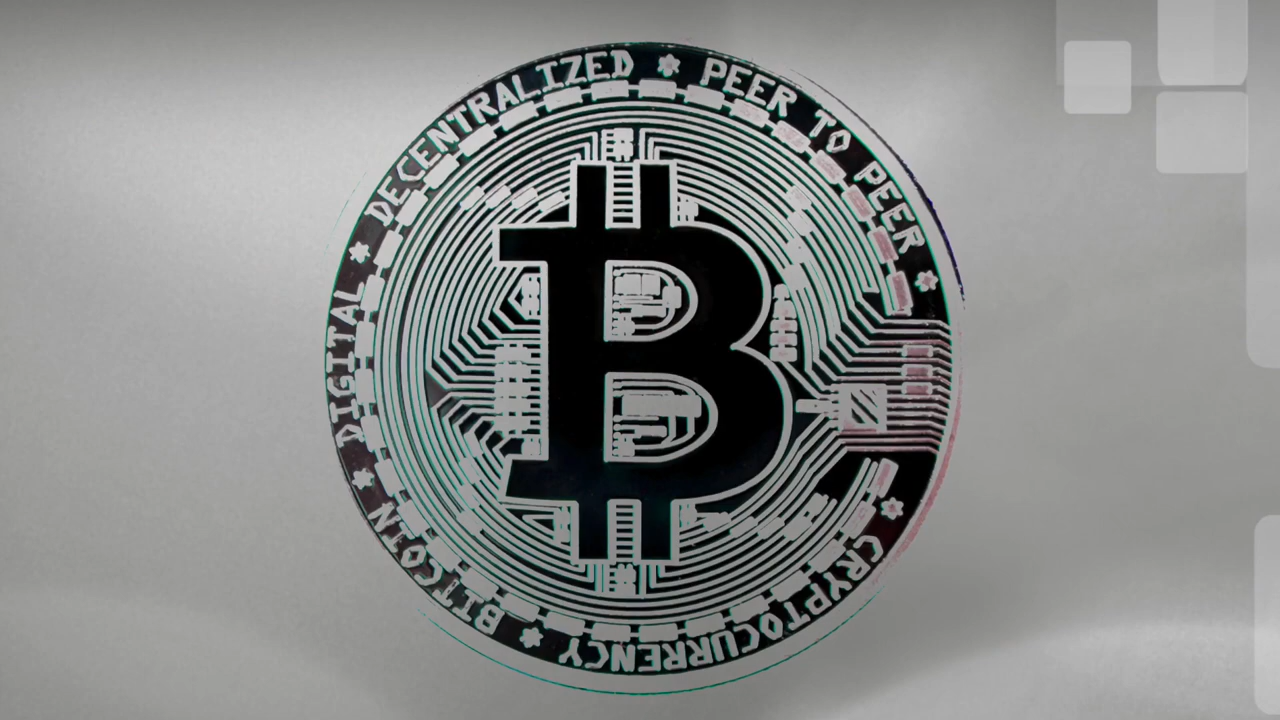 DECENTRALIZED * PEER TO PEER * CRYPTOCURRENCY * BITCOIN * DIGITAL *